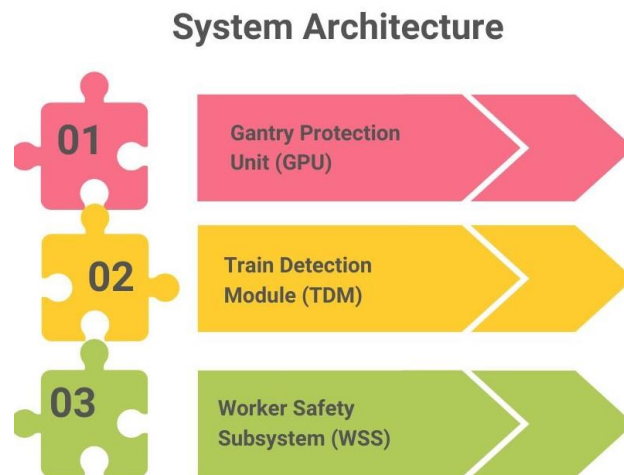 System Architecture
01
Gantry Protection
Unit (GPU)
02
Train Detection
Module (TDM)
03
Worker Safety
Subsystem (WSS)